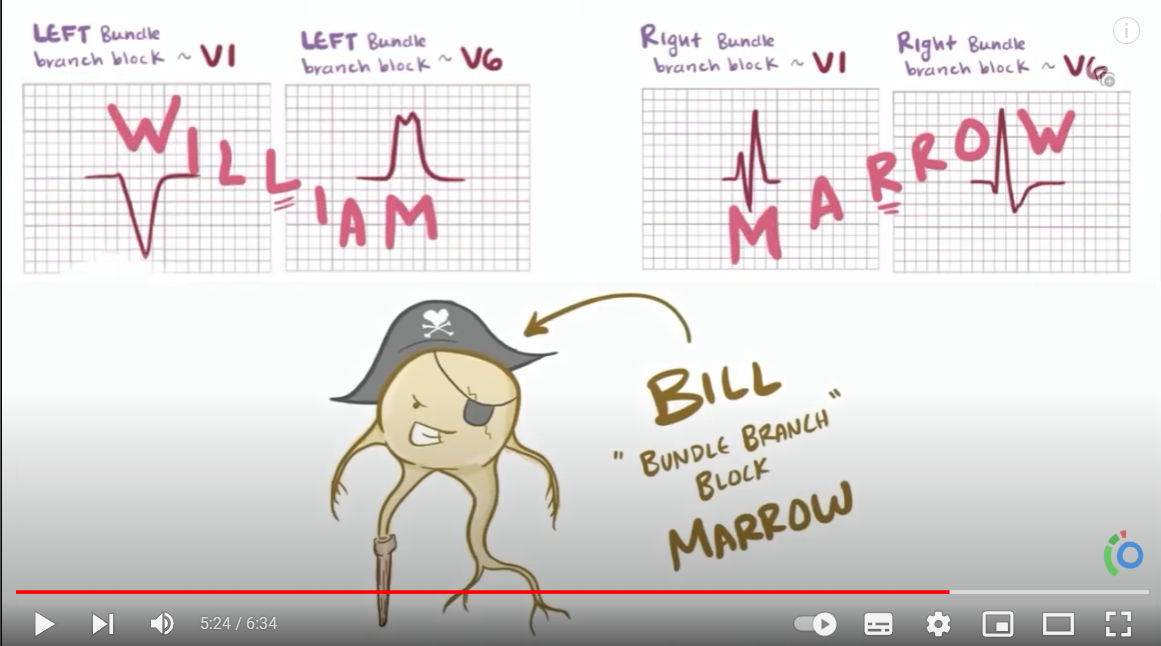 LEFT Bundle
branch block ~ V1
LEFT Bundle
branch block ~ V6
Right Bundle
branch block ~ V1
Right Bundle
branch block ~ V6
WILLIAM
MARROW
BILL
"BUNDLE BRANCH"
BLOCK
MARROW
5:24 / 6:34